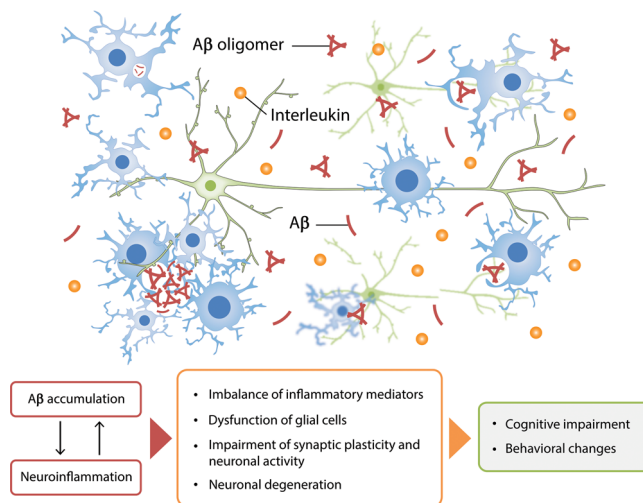 Aβ oligomer
Interleukin
Aβ
Aβ accumulation
Neuroinflammation
• Imbalance of inflammatory mediators
• Dysfunction of glial cells
• Impairment of synaptic plasticity and
neuronal activity
• Neuronal degeneration
• Cognitive impairment
• Behavioral changes